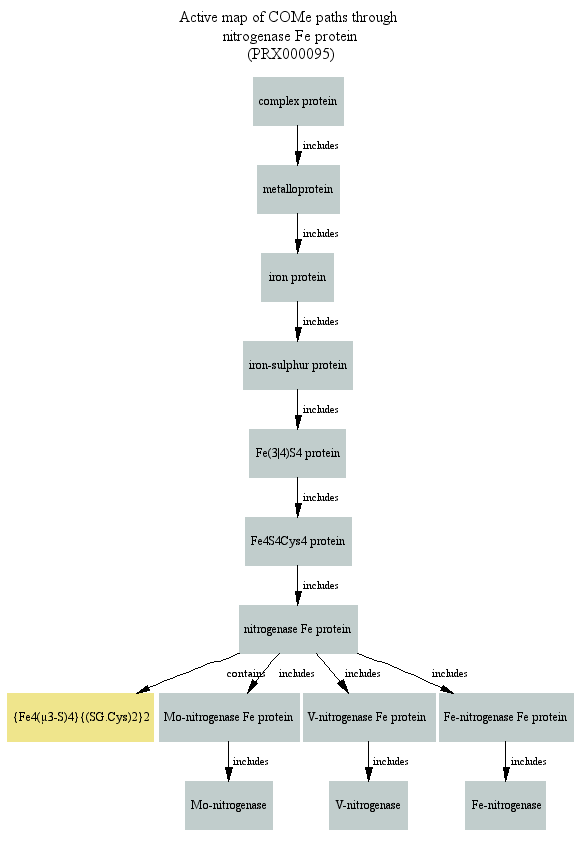 Active map of COMe paths through
nitrogenase Fe protein
(PRX000095)
complex protein
includes
metalloprotein
includes
iron protein
includes
iron-sulphur protein
includes
Fe(3|4)S4 protein
includes
Fe4S4Cys4 protein
includes
nitrogenase Fe protein
contains includes includes includes
{Fe4(μ3-S)4}{(SG.Cys)2}2 Mo-nitrogenase Fe protein V-nitrogenase Fe protein Fe-nitrogenase Fe protein
includes includes includes
Mo-nitrogenase V-nitrogenase Fe-nitrogenase